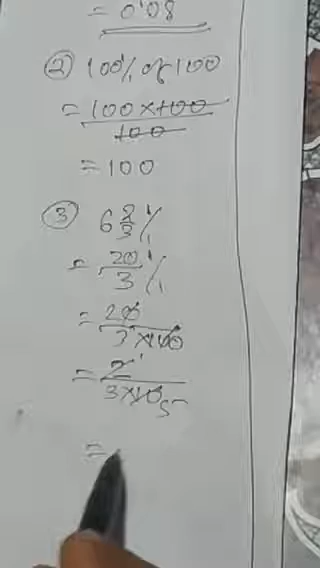 = 0.08
② 100% of 100
= 100 × 100 / 100
= 100
③ 6 2/3 %
= 20/3 %
= 20 / 3 × 100
= 2 1 / 3 × 10 5
=